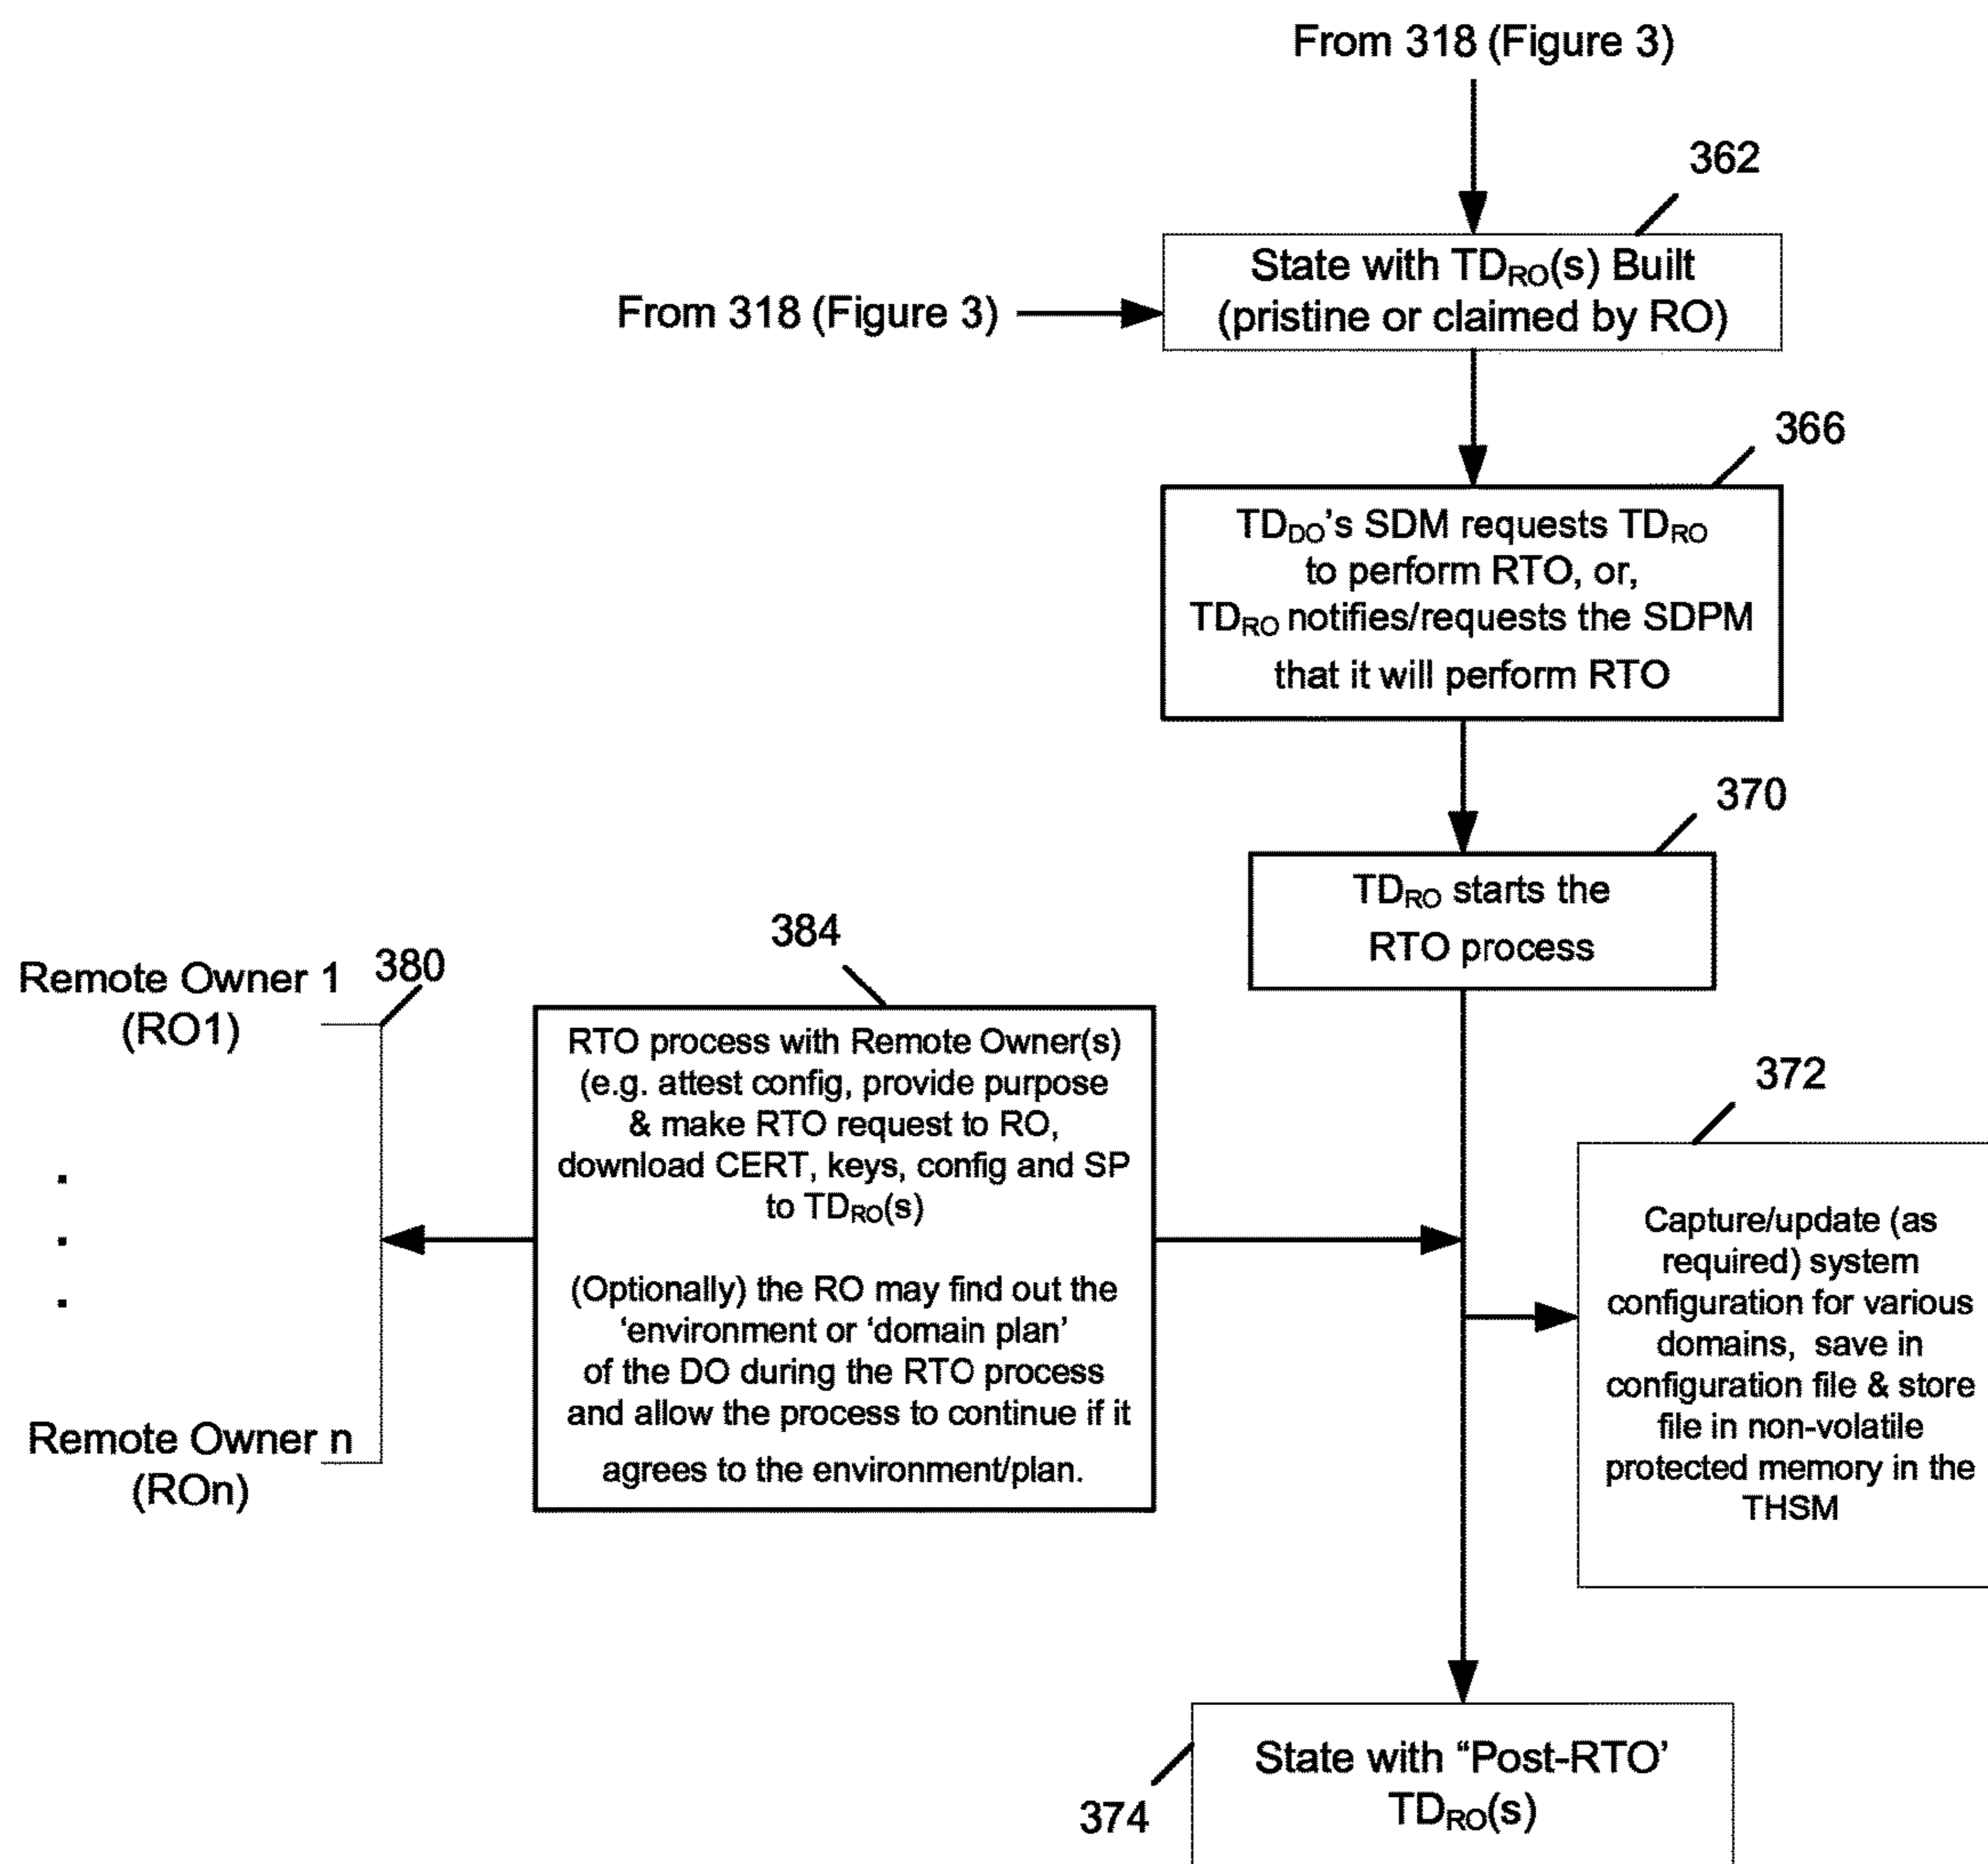 From 318 (Figure 3)
362
State with TDRO(s) Built
(pristine or claimed by RO)
From 318 (Figure 3)
366
TDDO’s SDM requests TDRO
to perform RTO, or,
TDRO notifies/requests the SDPM
that it will perform RTO
370
TDRO starts the
RTO process
384
380
Remote Owner 1
(RO1)
.
.
.
Remote Owner n
(ROn)
RTO process with Remote Owner(s)
(e.g. attest config, provide purpose
& make RTO request to RO,
download CERT, keys, config and SP
to TDRO(s)
(Optionally) the RO may find out the
‘environment or ‘domain plan’
of the DO during the RTO process
and allow the process to continue if it
agrees to the environment/plan.
372
Capture/update (as
required) system
configuration for various
domains, save in
configuration file & store
file in non-volatile
protected memory in the
THSM
State with “Post-RTO’
TDRO(s)
374